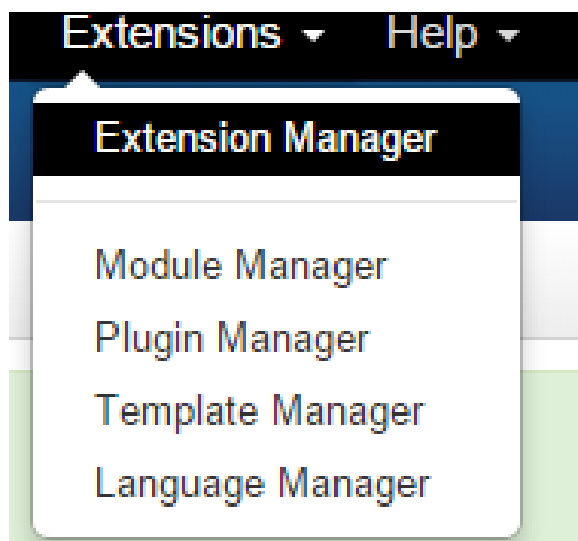 Extensions Help
Extension Manager
Module Manager
Plugin Manager
Template Manager
Language Manager